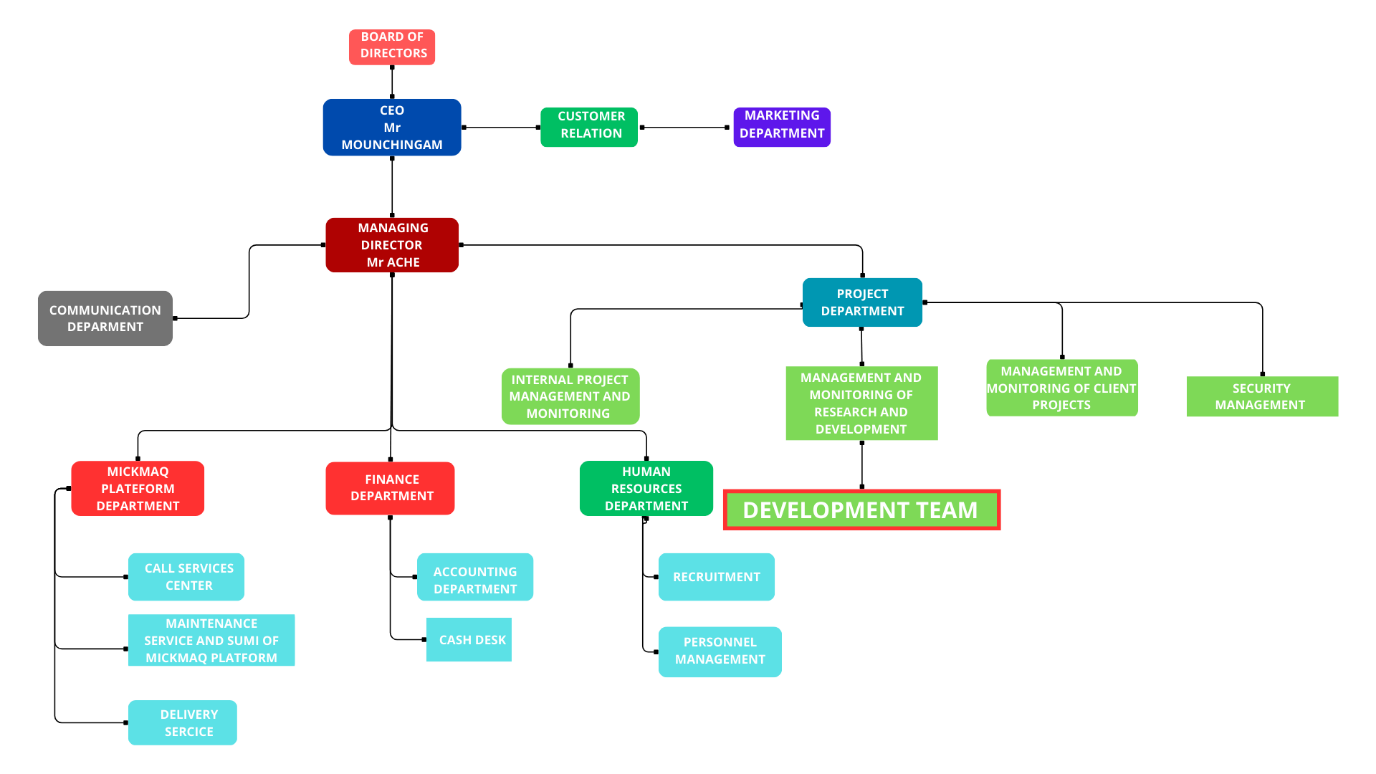 BOARD OF
DIRECTORS
CEO
Mr
MOUNCHINGAM
CUSTOMER
RELATION
MARKETING
DEPARTMENT
MANAGING
DIRECTOR
Mr ACHE
COMMUNICATION
DEPARMENT
PROJECT
DEPARTMENT
INTERNAL PROJECT
MANAGEMENT AND
MONITORING
MANAGEMENT AND
MONITORING OF
RESEARCH AND
DEVELOPMENT
MANAGEMENT AND
MONITORING OF CLIENT
PROJECTS
SECURITY
MANAGEMENT
MICKMAQ
PLATEFORM
DEPARTMENT
FINANCE
DEPARTMENT
HUMAN
RESOURCES
DEPARTMENT
DEVELOPMENT TEAM
CALL SERVICES
CENTER
ACCOUNTING
DEPARTMENT
RECRUITMENT
MAINTENANCE
SERVICE AND SUMI OF
MICKMAQ PLATFORM
CASH DESK
PERSONNEL
MANAGEMENT
DELIVERY
SERCICE